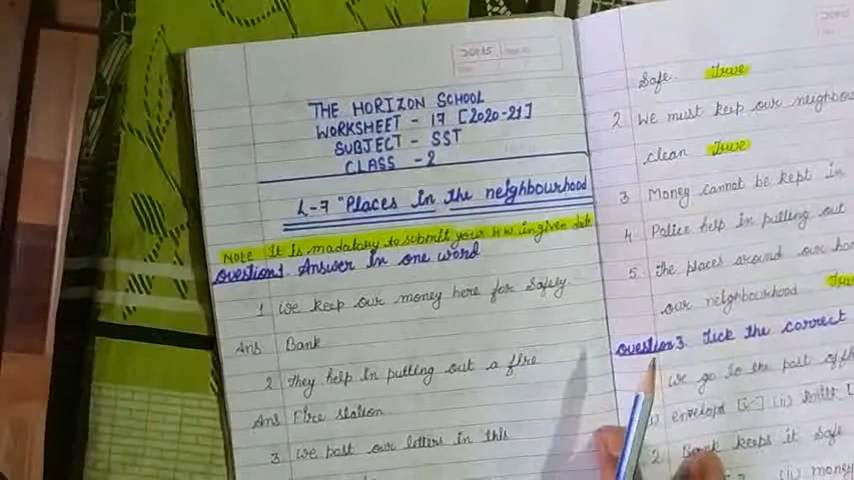 THE HORIZON SCHOOL
WORKSHEET - 17 [2020-21]
SUBJECT - SST
CLASS - 2
L-7 "Places in the neighbourhood
NOTE It is madatary to submit your H.W. in given date
Question1. Answer in one word
1 We keep our money here for safely
Ans Bank
2 They help in putting out a fire
Ans Fire station
3 We post our letters in this
Safe. True
2 We must keep our
clean True
3 Money cannot be kept in
4. Police help in putting out
5. The places around our
our neighbourhood
Question3. Tick the correct
We go to the post
envelope [✓] (ii)
2 Bank keeps it safe
(ii) money